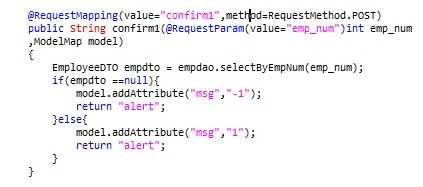 @RequestMapping(value="confirm1",method=RequestMethod.POST)
public String confirm1(@RequestParam(value="emp_num")int emp_num
,ModelMap model)
{
EmployeeDTO empdto = empdao.selectByEmpNum(emp_num);
if(empdto ==null){
model.addAttribute("msg","-1");
return "alert";
}else{
model.addAttribute("msg","1");
return "alert";
}
}